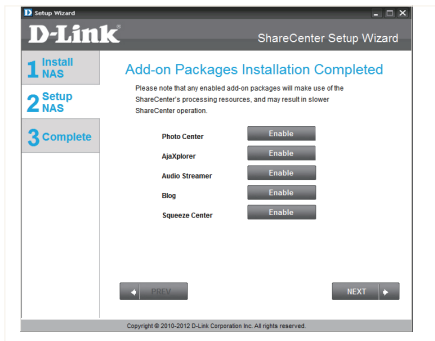 Setup Wizard
D-Link
ShareCenter Setup Wizard
1 Install NAS
2 Setup NAS
3 Complete
Add-on Packages Installation Completed
Please note that any enabled add-on packages will make use of the
ShareCenter's processing resources, and may result in slower
ShareCenter operation.
Photo Center Enable
AjaXplorer Enable
Audio Streamer Enable
Blog Enable
Squeeze Center Enable
PREV
NEXT
Copyright © 2010-2012 D-Link Corporation Inc. All rights reserved.